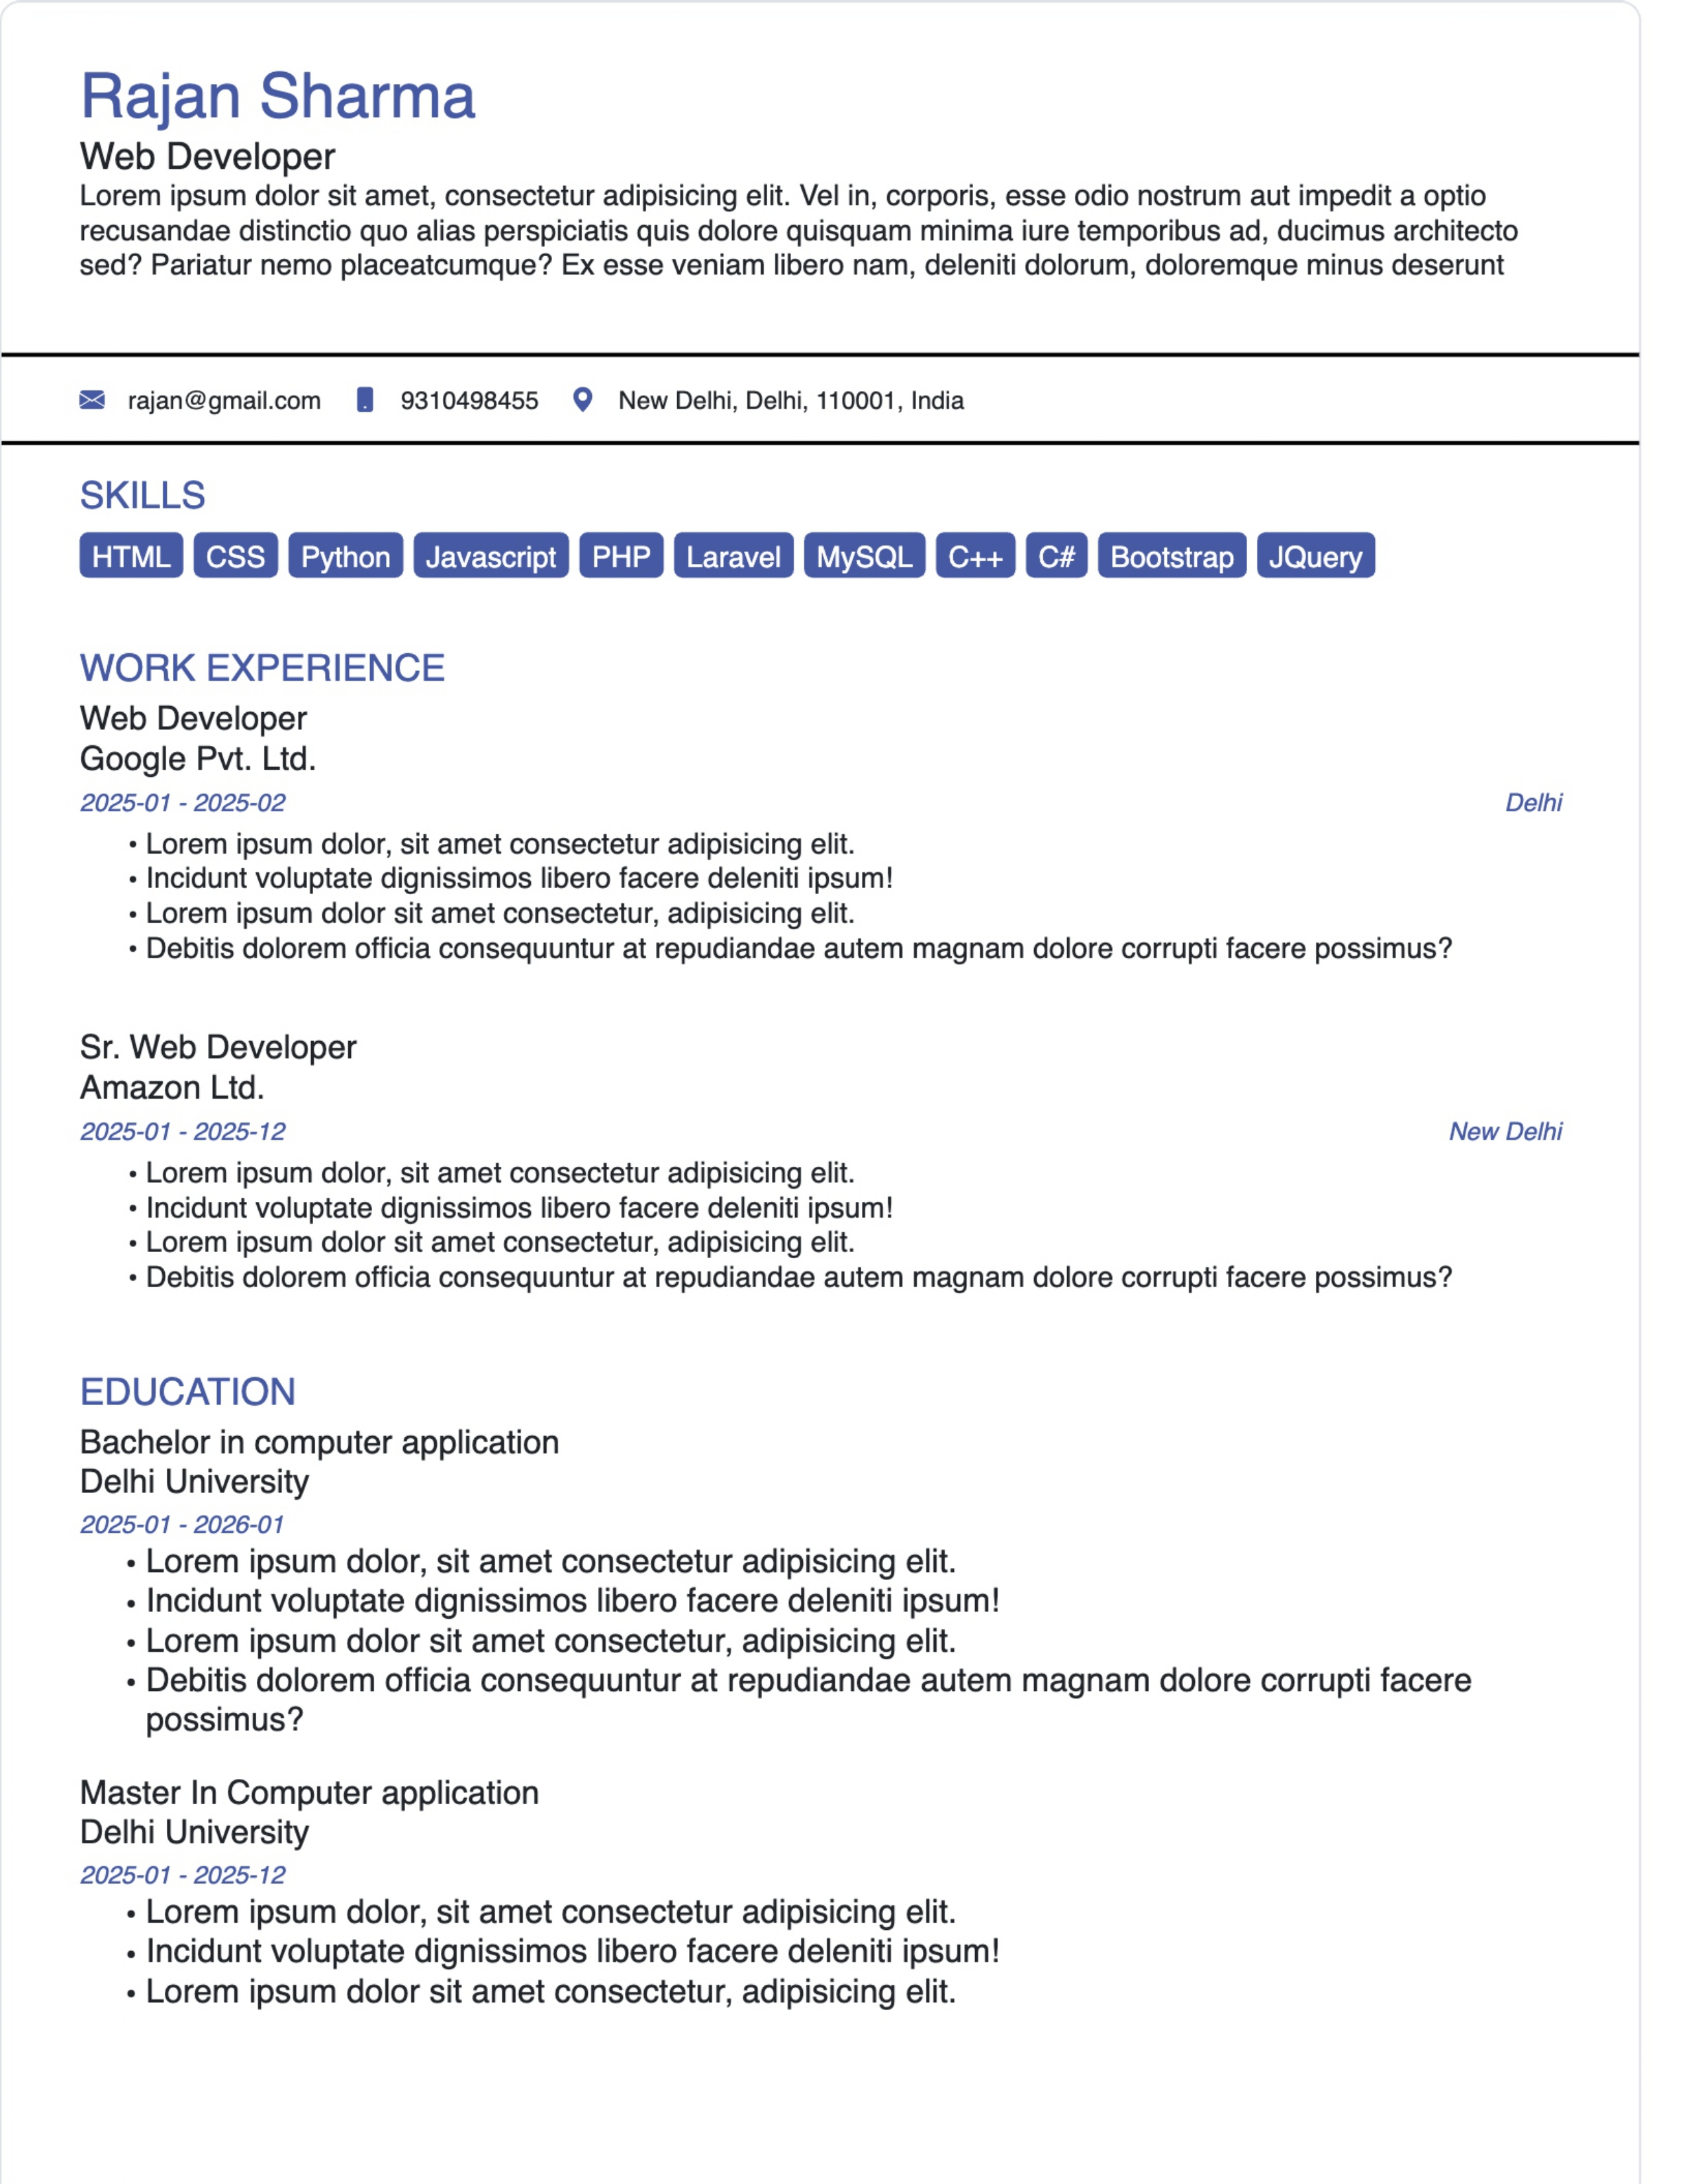 Rajan Sharma
Web Developer
Lorem ipsum dolor sit amet, consectetur adipisicing elit. Vel in, corporis, esse odio nostrum aut impedit a optio
recusandae distinctio quo alias perspiciatis quis dolore quisquam minima iure temporibus ad, ducimus architecto
sed? Pariatur nemo placeatcumque? Ex esse veniam libero nam, deleniti dolorum, doloremque minus deserunt
rajan@gmail.com 9310498455 New Delhi, Delhi, 110001, India
SKILLS
HTML CSS Python Javascript PHP Laravel MySQL C++ C# Bootstrap JQuery
WORK EXPERIENCE
Web Developer
Google Pvt. Ltd.
2025-01 - 2025-02 Delhi
• Lorem ipsum dolor, sit amet consectetur adipisicing elit.
• Incidunt voluptate dignissimos libero facere deleniti ipsum!
• Lorem ipsum dolor sit amet consectetur, adipisicing elit.
• Debitis dolorem officia consequuntur at repudiandae autem magnam dolore corrupti facere possimus?
Sr. Web Developer
Amazon Ltd.
2025-01 - 2025-12 New Delhi
• Lorem ipsum dolor, sit amet consectetur adipisicing elit.
• Incidunt voluptate dignissimos libero facere deleniti ipsum!
• Lorem ipsum dolor sit amet consectetur, adipisicing elit.
• Debitis dolorem officia consequuntur at repudiandae autem magnam dolore corrupti facere possimus?
EDUCATION
Bachelor in computer application
Delhi University
2025-01 - 2026-01
• Lorem ipsum dolor, sit amet consectetur adipisicing elit.
• Incidunt voluptate dignissimos libero facere deleniti ipsum!
• Lorem ipsum dolor sit amet consectetur, adipisicing elit.
• Debitis dolorem officia consequuntur at repudiandae autem magnam dolore corrupti facere
possimus?
Master In Computer application
Delhi University
2025-01 - 2025-12
• Lorem ipsum dolor, sit amet consectetur adipisicing elit.
• Incidunt voluptate dignissimos libero facere deleniti ipsum!
• Lorem ipsum dolor sit amet consectetur, adipisicing elit.